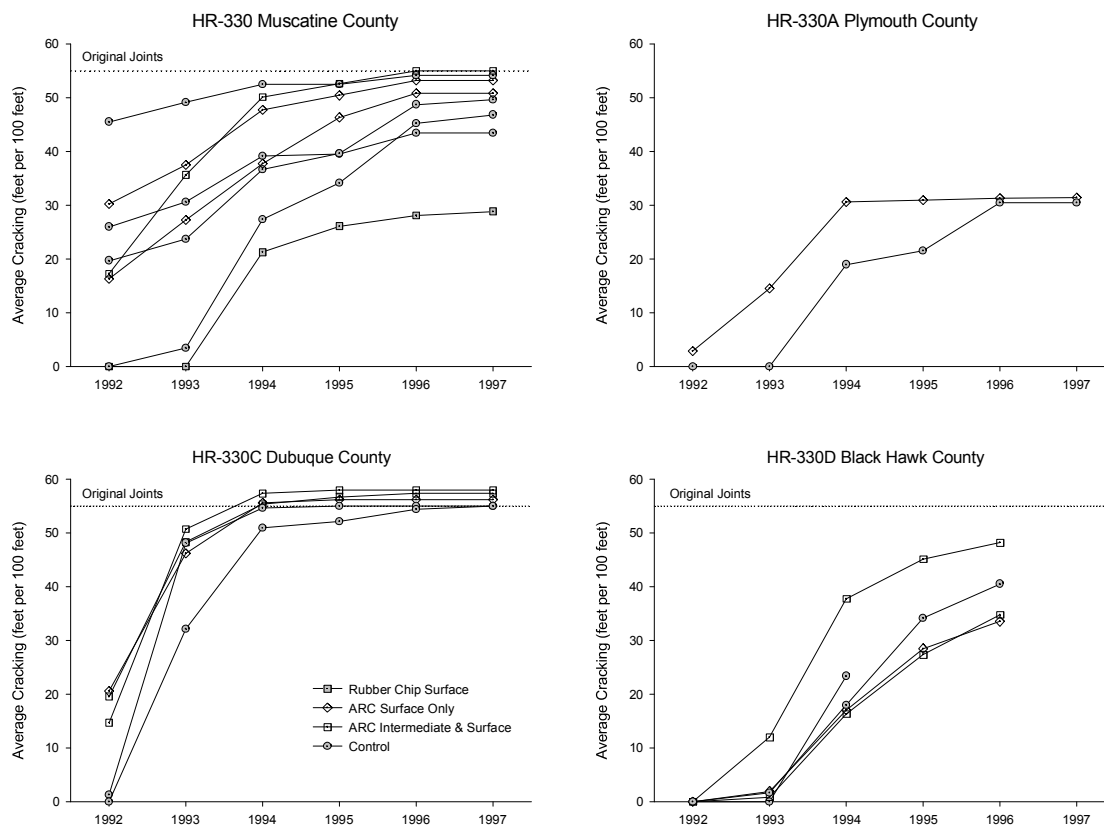 HR-330 Muscatine County
Average Cracking (feet per 100 feet)
60
50
40
30
20
10
0
Original Joints
1992 1993 1994 1995 1996 1997
HR-330A Plymouth County
Average Cracking (feet per 100 feet)
60
50
40
30
20
10
0
1992 1993 1994 1995 1996 1997
HR-330C Dubuque County
Average Cracking (feet per 100 feet)
60
50
40
30
20
10
0
Original Joints
Rubber Chip Surface
ARC Surface Only
ARC Intermediate & Surface
Control
1992 1993 1994 1995 1996 1997
HR-330D Black Hawk County
Average Cracking (feet per 100 feet)
60
50
40
30
20
10
0
Original Joints
1992 1993 1994 1995 1996 1997